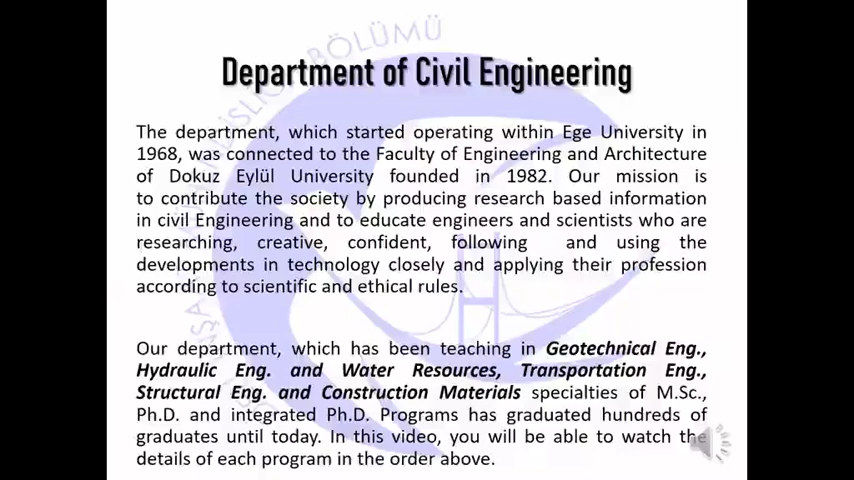 BÖLÜMÜ
Department of Civil Engineering
The department, which started operating within Ege University in
1968, was connected to the Faculty of Engineering and Architecture
of Dokuz Eylül University founded in 1982. Our mission is
to contribute the society by producing research based information
in civil Engineering and to educate engineers and scientists who are
researching, creative, confident, following and using the
developments in technology closely and applying their profession
according to scientific and ethical rules.
Our department, which has been teaching in Geotechnical Eng.,
Hydraulic Eng. and Water Resources, Transportation Eng.,
Structural Eng. and Construction Materials specialties of M.Sc.,
Ph.D. and integrated Ph.D. Programs has graduated hundreds of
graduates until today. In this video, you will be able to watch the
details of each program in the order above.